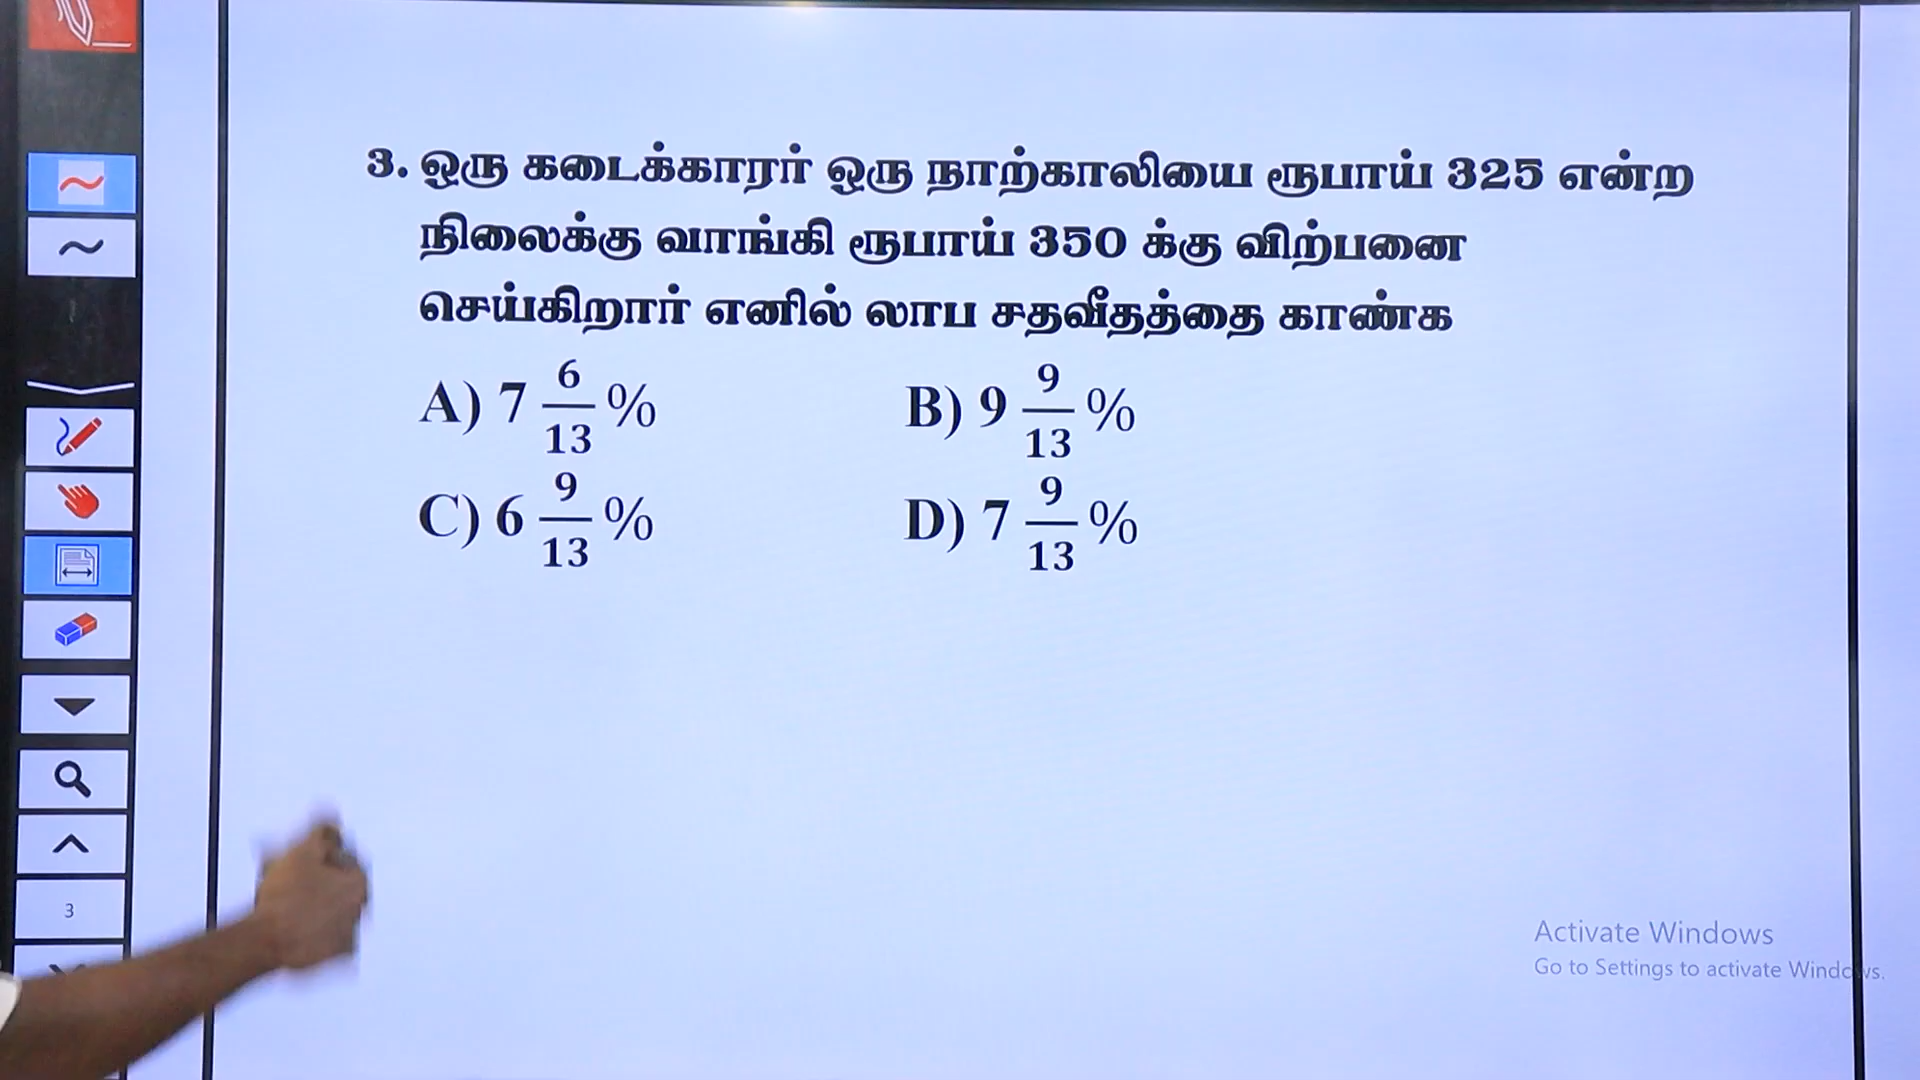 3. ஒரு கடைக்காரர் ஒரு நாற்காலியை ரூபாய் 325 என்ற
நிலைக்கு வாங்கி ரூபாய் 350 க்கு விற்பனை
செய்கிறார் எனில் லாப சதவீதத்தை காண்க
A) 7 6/13 % B) 9 9/13 %
C) 6 9/13 % D) 7 9/13 %
3
Activate Windows
Go to Settings to activate Windows.